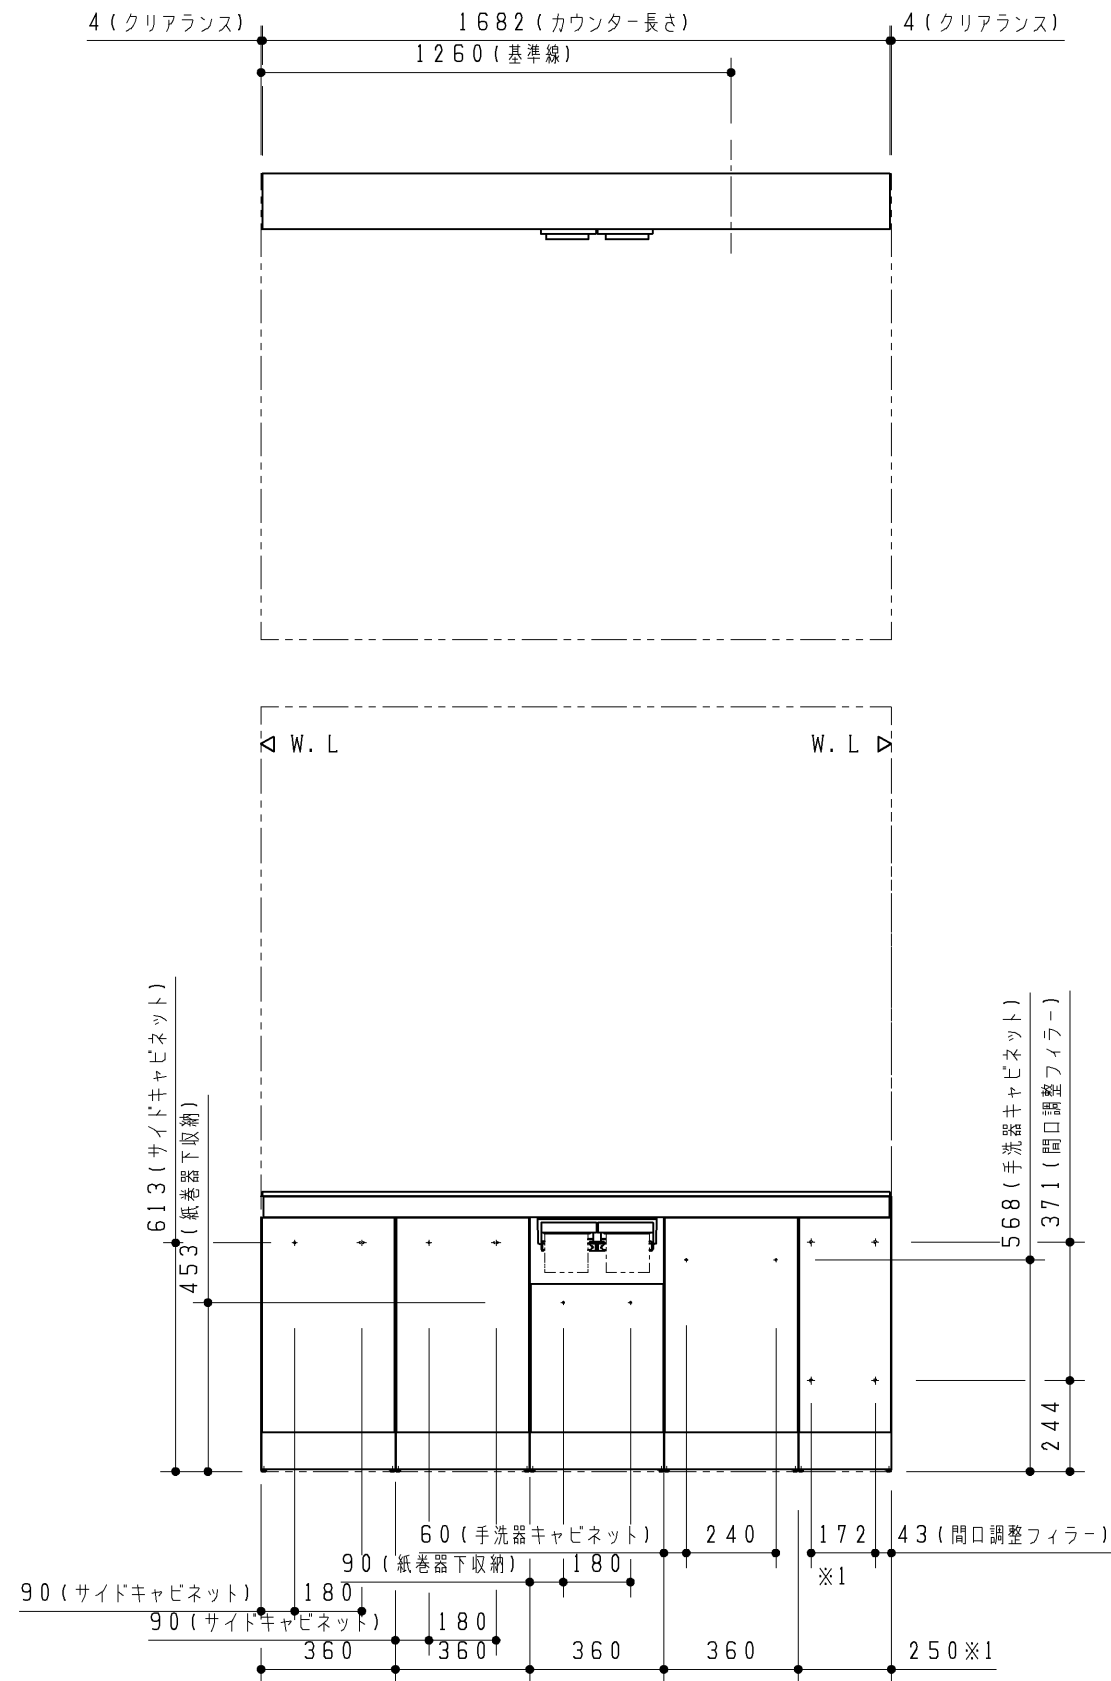 4(クリアランス)
1682(カウンター長さ)
4(クリアランス)
1260(基準線)
W.L
W.L
613(サイドキャビネット)
453(紙巻器下収納)
568(手洗器キャビネット)
371(間口調整フィラー)
244
60(手洗器キャビネット)
240
172
43(間口調整フィラー)
※1
90(紙巻器下収納)
180
90(サイドキャビネット)
180
90(サイドキャビネット)
180
360
360
360
360
250※1